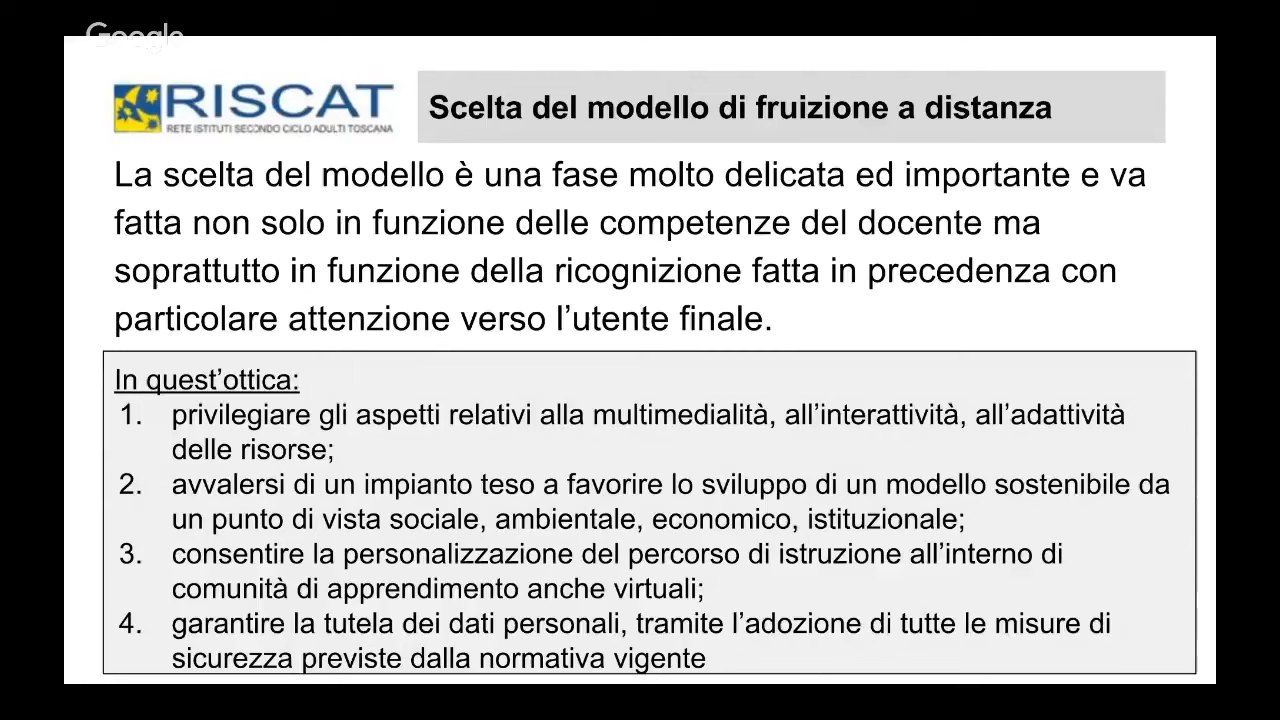 Google
RISCAT
RETE ISTITUTI SECONDO CICLO ADULTI TOSCANA
Scelta del modello di fruizione a distanza
La scelta del modello è una fase molto delicata ed importante e va
fatta non solo in funzione delle competenze del docente ma
soprattutto in funzione della ricognizione fatta in precedenza con
particolare attenzione verso l’utente finale.
In quest’ottica:
1. privilegiare gli aspetti relativi alla multimedialità, all’interattività, all’adattività
delle risorse;
2. avvalersi di un impianto teso a favorire lo sviluppo di un modello sostenibile da
un punto di vista sociale, ambientale, economico, istituzionale;
3. consentire la personalizzazione del percorso di istruzione all’interno di
comunità di apprendimento anche virtuali;
4. garantire la tutela dei dati personali, tramite l’adozione di tutte le misure di
sicurezza previste dalla normativa vigente